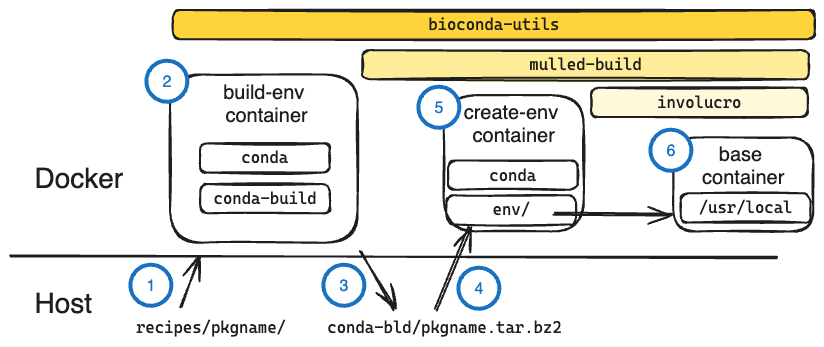 bioconda-utils
mulled-build
involucro
2
build-env
container
conda
conda-build
5
create-env
container
conda
env/
6
base
container
/usr/local
Docker
Host
1
recipes/pkgname/
3
conda-bld/pkgname.tar.bz2
4